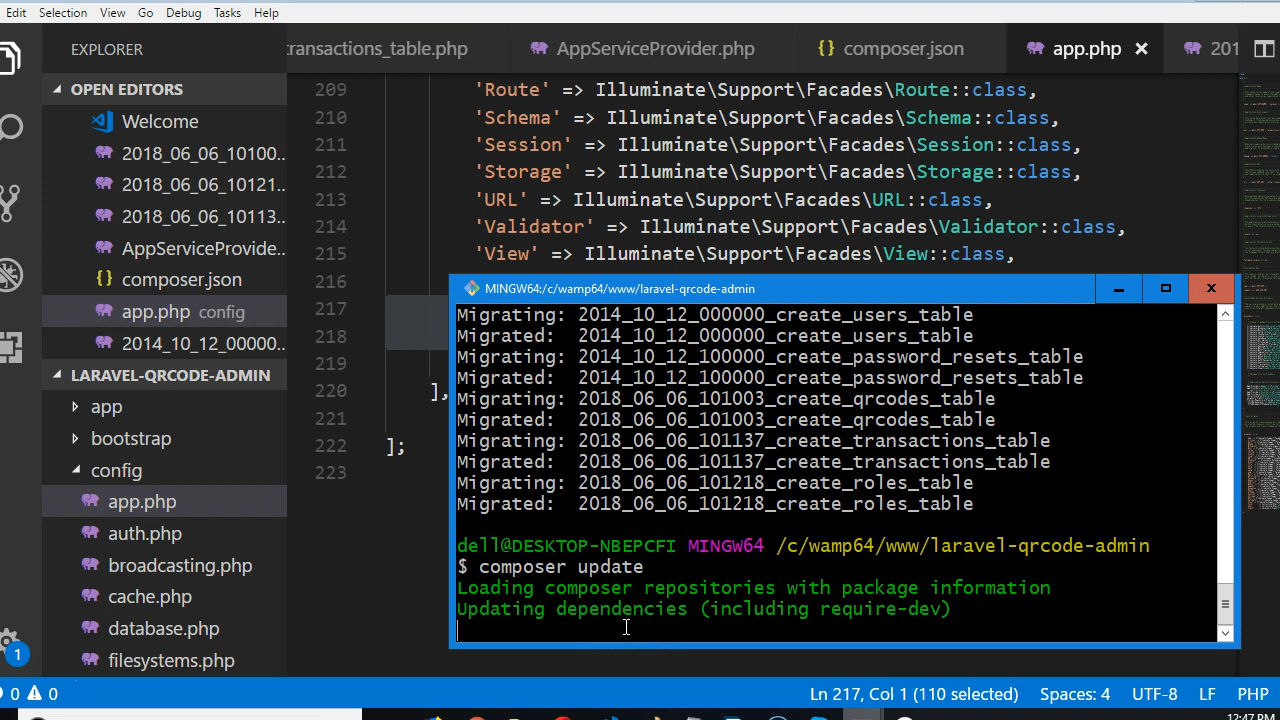 Edit Selection View Go Debug Tasks Help
EXPLORER
transactions_table.php
AppServiceProvider.php
{} composer.json
app.php
201
OPEN EDITORS
Welcome
2018_06_06_10100..
2018_06_06_10121..
2018_06_06_10113..
AppServiceProvide..
{} composer.json
app.php config
2014_10_12_00000..
LARAVEL-QRCODE-ADMIN
app
bootstrap
config
app.php
auth.php
broadcasting.php
cache.php
database.php
filesystems.php
209 'Route' => Illuminate\Support\Facades\Route::class,
210 'Schema' => Illuminate\Support\Facades\Schema::class,
211 'Session' => Illuminate\Support\Facades\Session::class,
212 'Storage' => Illuminate\Support\Facades\Storage::class,
213 'URL' => Illuminate\Support\Facades\URL::class,
214 'Validator' => Illuminate\Support\Facades\Validator::class,
215 'View' => Illuminate\Support\Facades\View::class,
216
217
218
219
220 ],
221
222 ];
223
MINGW64:/c/wamp64/www/laravel-qrcode-admin
Migrating: 2014_10_12_000000_create_users_table
Migrated: 2014_10_12_000000_create_users_table
Migrating: 2014_10_12_100000_create_password_resets_table
Migrated: 2014_10_12_100000_create_password_resets_table
Migrating: 2018_06_06_101003_create_qrcodes_table
Migrated: 2018_06_06_101003_create_qrcodes_table
Migrating: 2018_06_06_101137_create_transactions_table
Migrated: 2018_06_06_101137_create_transactions_table
Migrating: 2018_06_06_101218_create_roles_table
Migrated: 2018_06_06_101218_create_roles_table
dell@DESKTOP-NBEPCFI MINGW64 /c/wamp64/www/laravel-qrcode-admin
$ composer update
Loading composer repositories with package information
Updating dependencies (including require-dev)
1
0 0
Ln 217, Col 1 (110 selected) Spaces: 4 UTF-8 LF PHP
12:47 PM